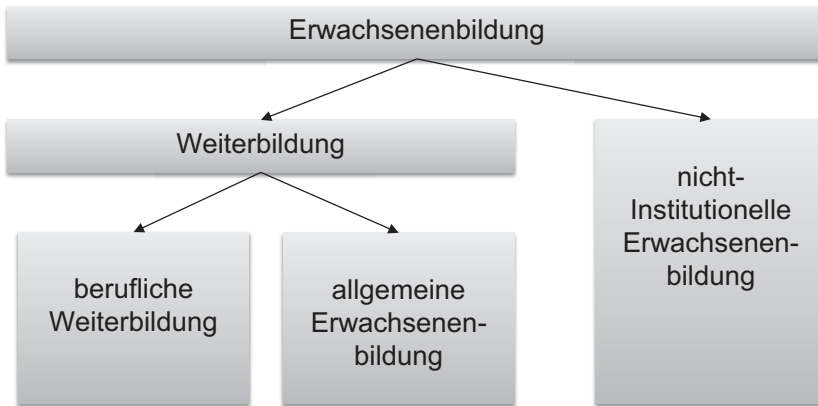 Erwachsenenbildung
Weiterbildung
nicht-
Institutionelle
Erwachsenen-
bildung
berufliche
Weiterbildung
allgemeine
Erwachsenen-
bildung